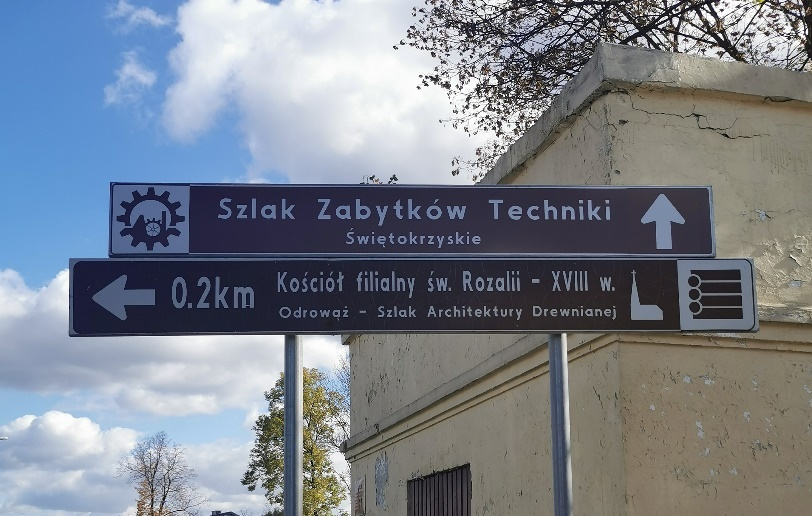 Szlak Zabytków Techniki
Świętokrzyskie
0.2km Kościół filialny św. Rozalii - XVIII w.
Odrowąż - Szlak Architektury Drewnianej